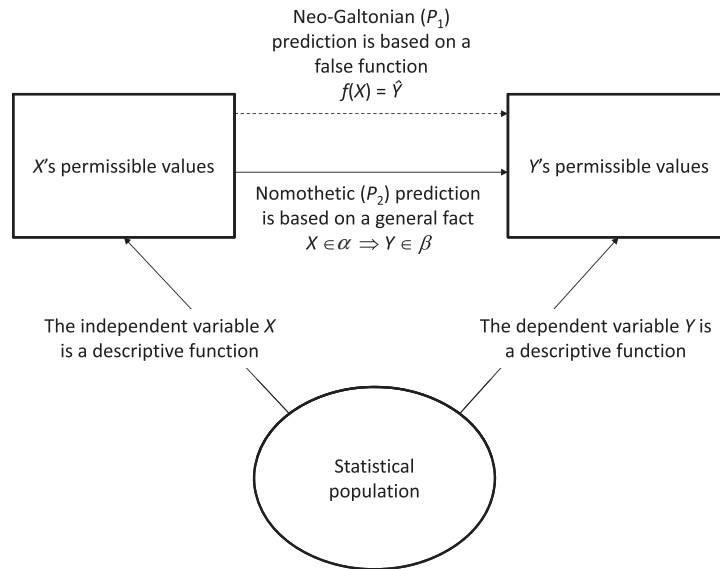 Neo-Galtonian (P₁)
prediction is based on a
false function
f(X) = Ŷ
X's permissible values
Y's permissible values
Nomothetic (P₂) prediction
is based on a general fact
X ∈ α ⇒ Y ∈ β
The independent variable X
is a descriptive function
The dependent variable Y is
a descriptive function
Statistical
population